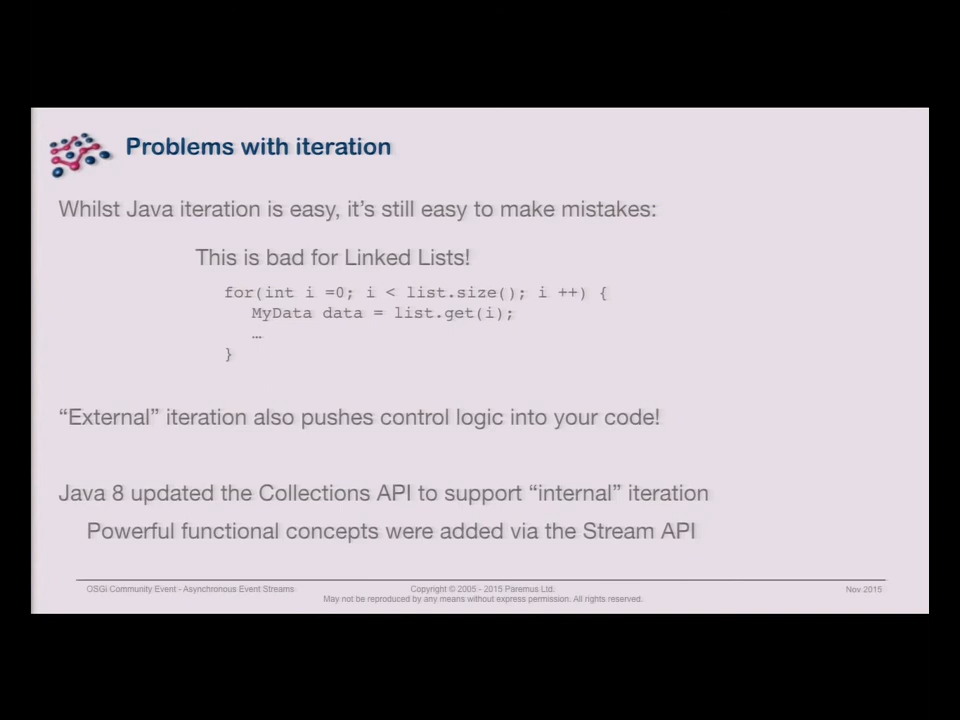 Problems with iteration
Whilst Java iteration is easy, it's still easy to make mistakes:
This is bad for Linked Lists!
for(int i =0; i < list.size(); i ++) {
MyData data = list.get(i);
…
}
“External” iteration also pushes control logic into your code!
Java 8 updated the Collections API to support “internal” iteration
Powerful functional concepts were added via the Stream API
OSGi Community Event - Asynchronous Event Streams
Copyright © 2005 - 2015 Paremus Ltd.
May not be reproduced by any means without express permission. All rights reserved.
Nov 2015